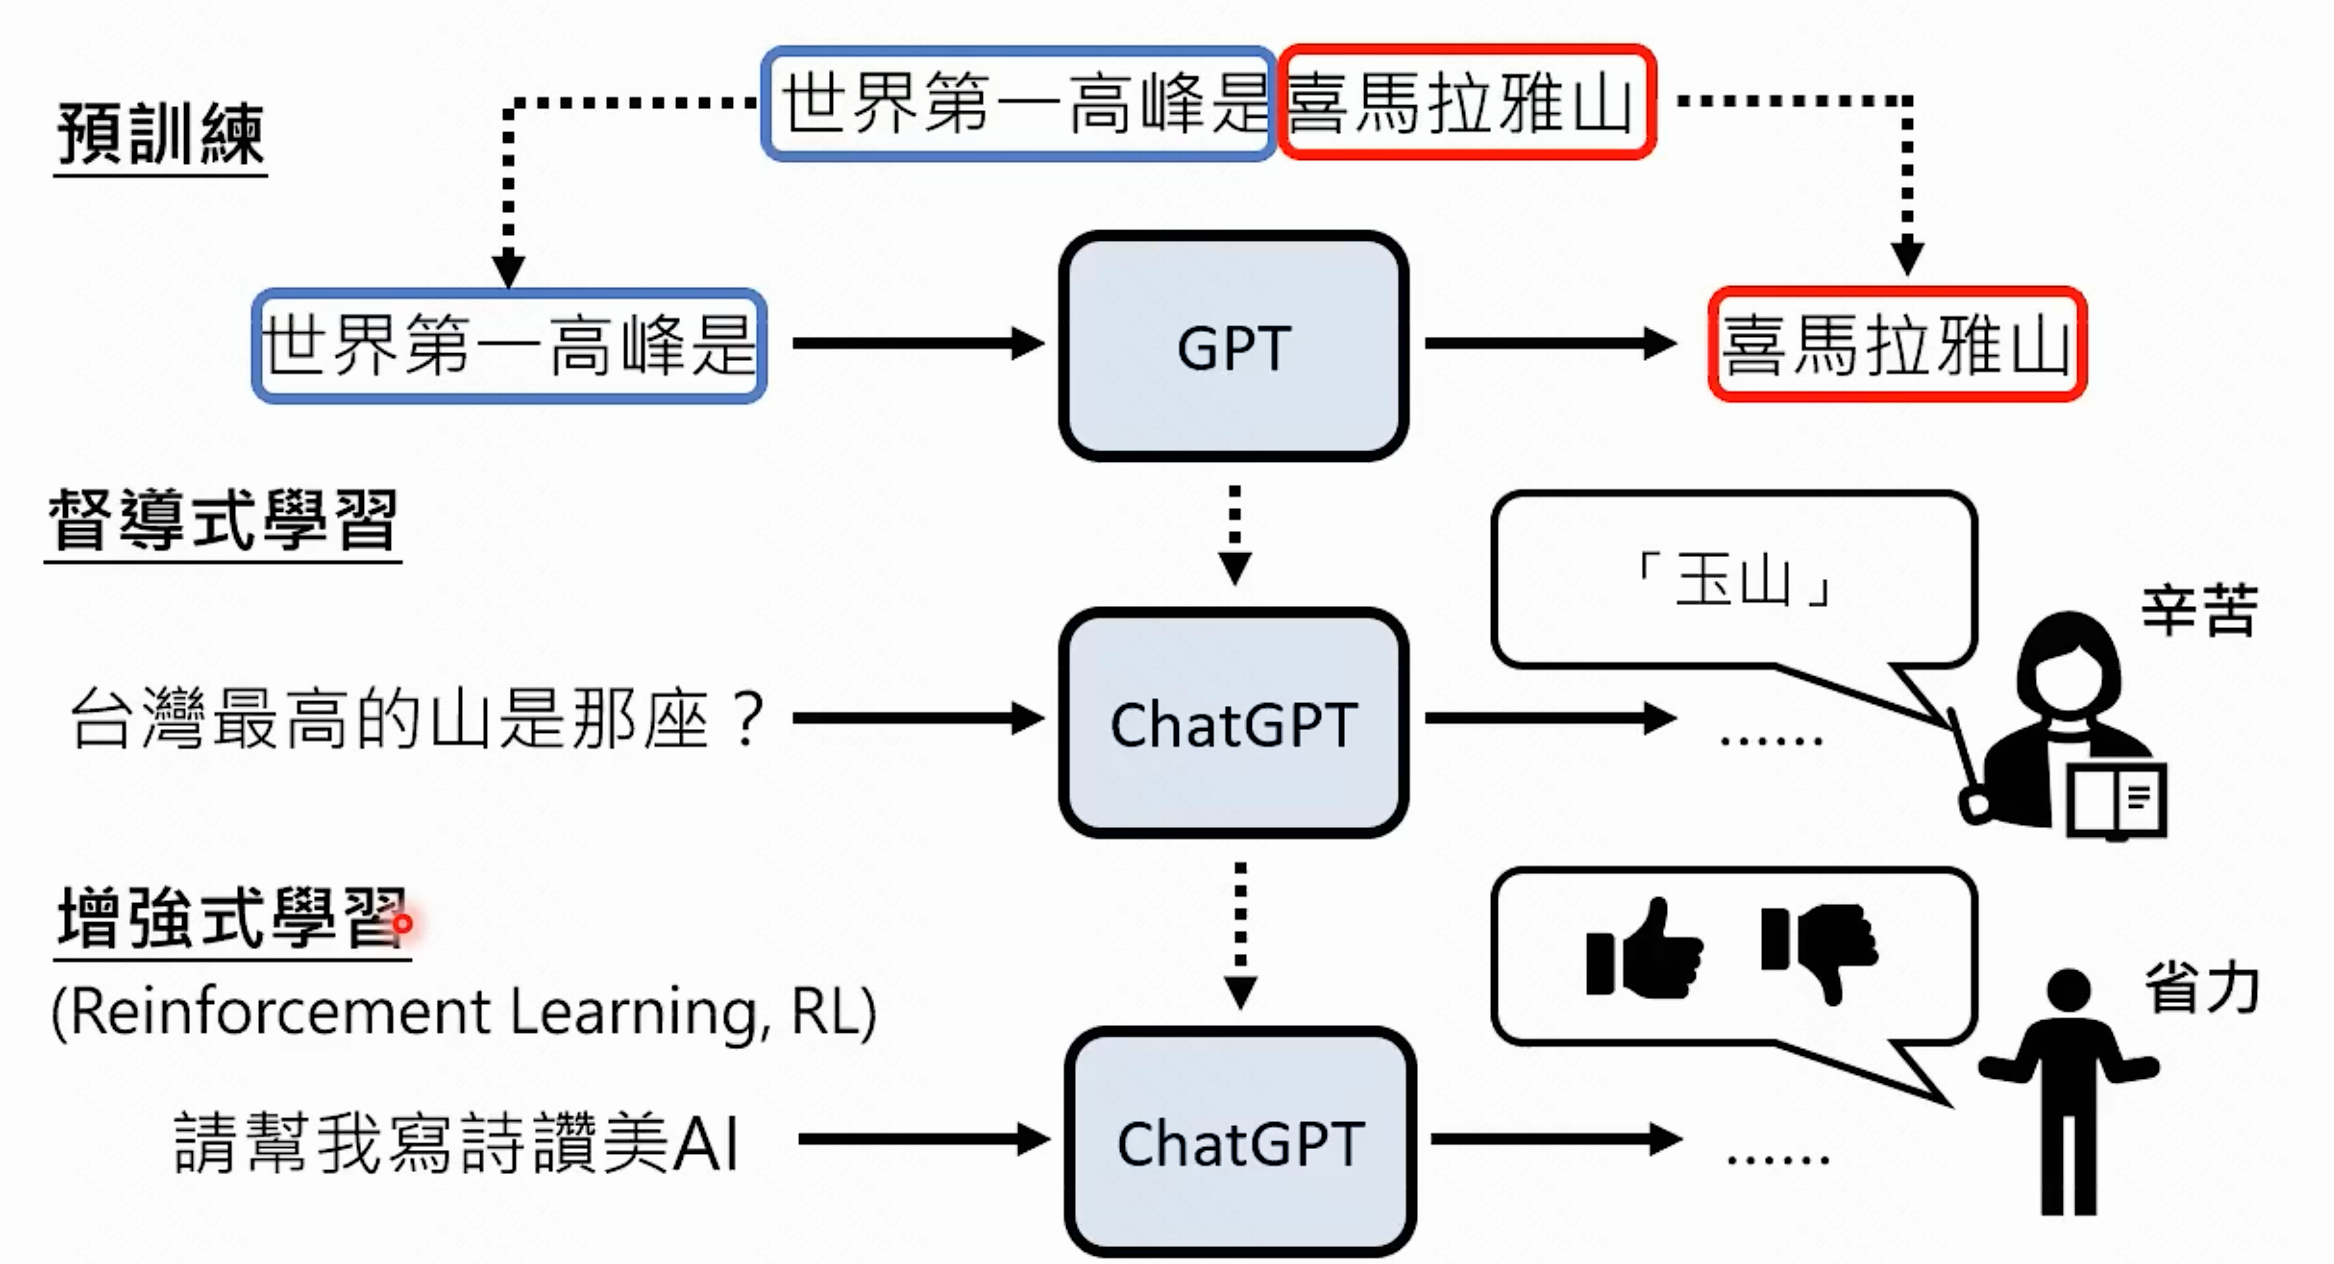 世界第一高峰是喜馬拉雅山
預訓練
世界第一高峰是
GPT
喜馬拉雅山
督導式學習
「玉山」
辛苦
台灣最高的山是那座？
ChatGPT
......
增強式學習
(Reinforcement Learning, RL)
省力
請幫我寫詩讚美AI
ChatGPT
......